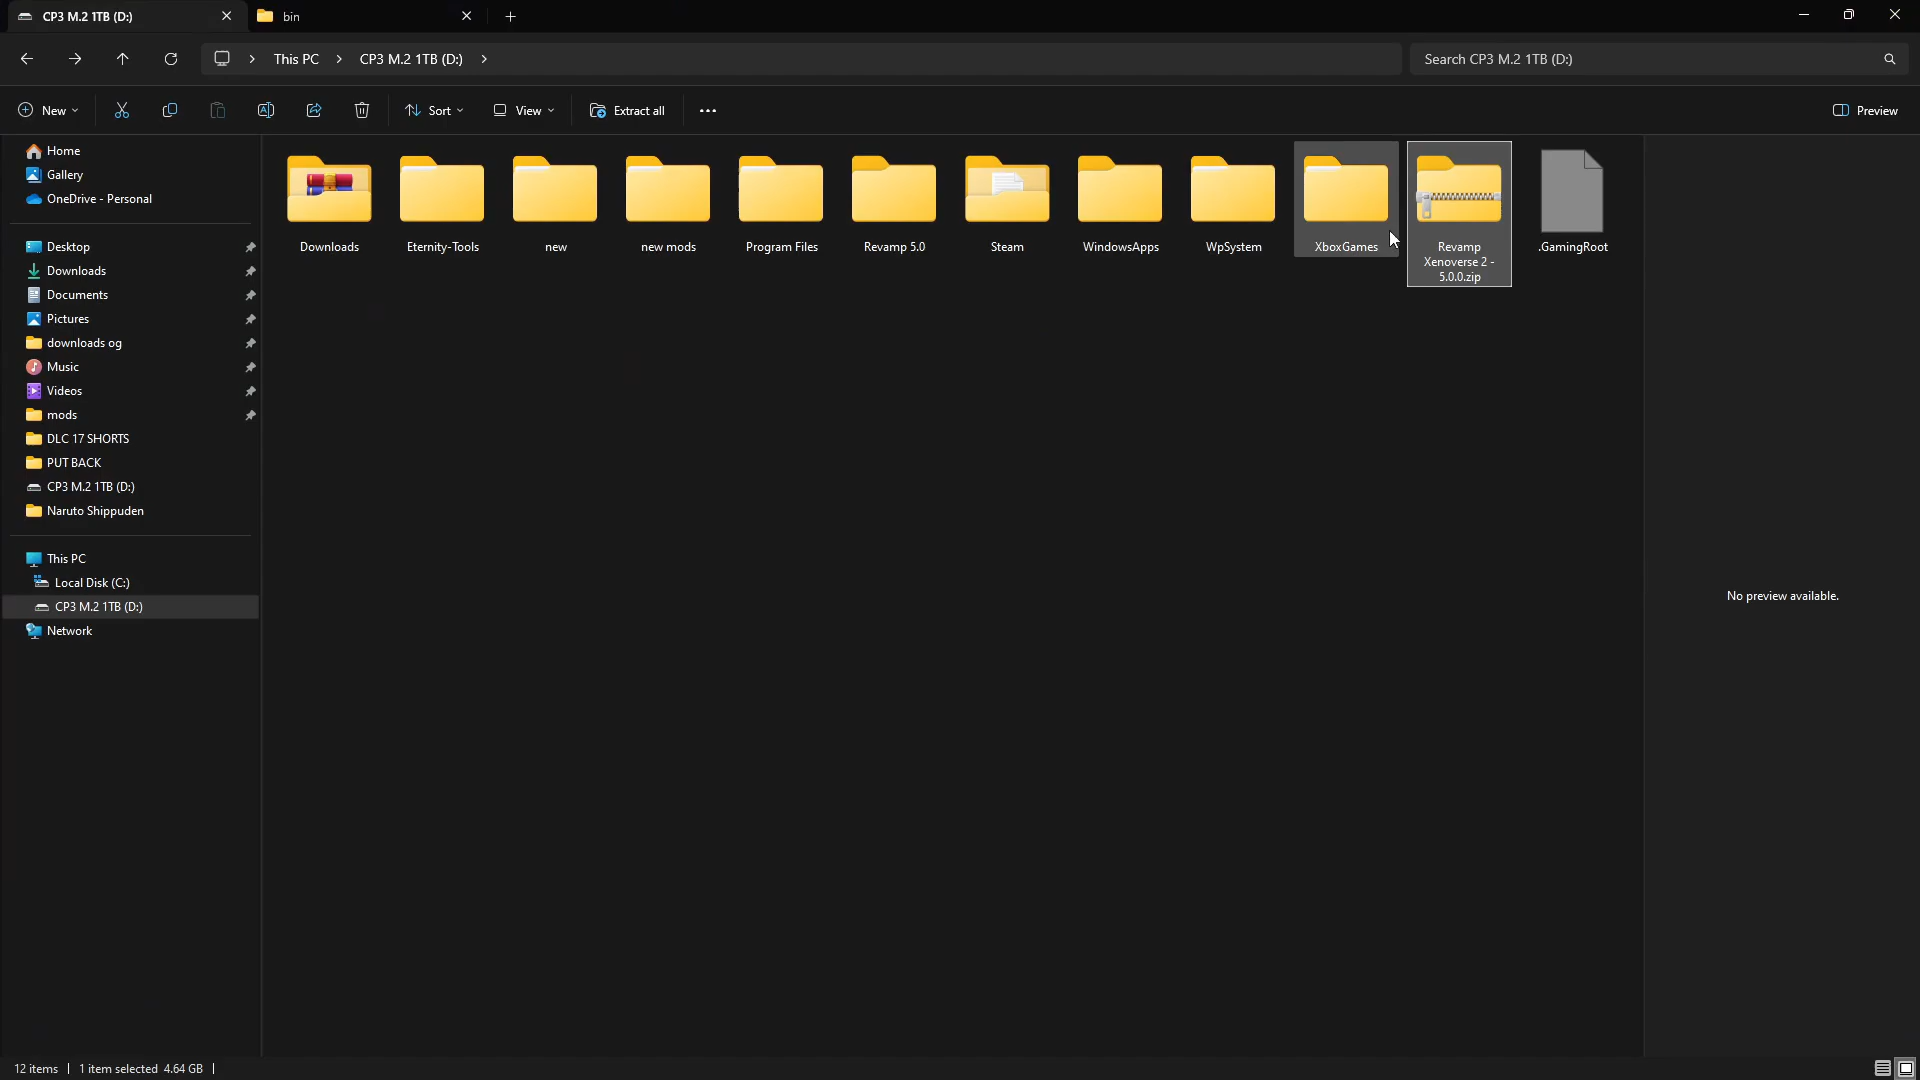 CP3 M.2 1TB (D:)
bin
This PC
CP3 M.2 1TB (D:)
Search CP3 M.2 1TB (D:)
New
Sort
View
Extract all
Preview
Home
Gallery
OneDrive - Personal
Desktop
Downloads
Documents
Pictures
downloads og
Music
Videos
mods
DLC 17 SHORTS
PUT BACK
CP3 M.2 1TB (D:)
Naruto Shippuden
This PC
Local Disk (C:)
CP3 M.2 1TB (D:)
Network
Downloads
Eternity-Tools
new
new mods
Program Files
Revamp 5.0
Steam
WindowsApps
WpSystem
XboxGames
Revamp
Xenoverse 2 -
5.0.0.zip
.GamingRoot
No preview available.
12 items
1 item selected 4.64 GB